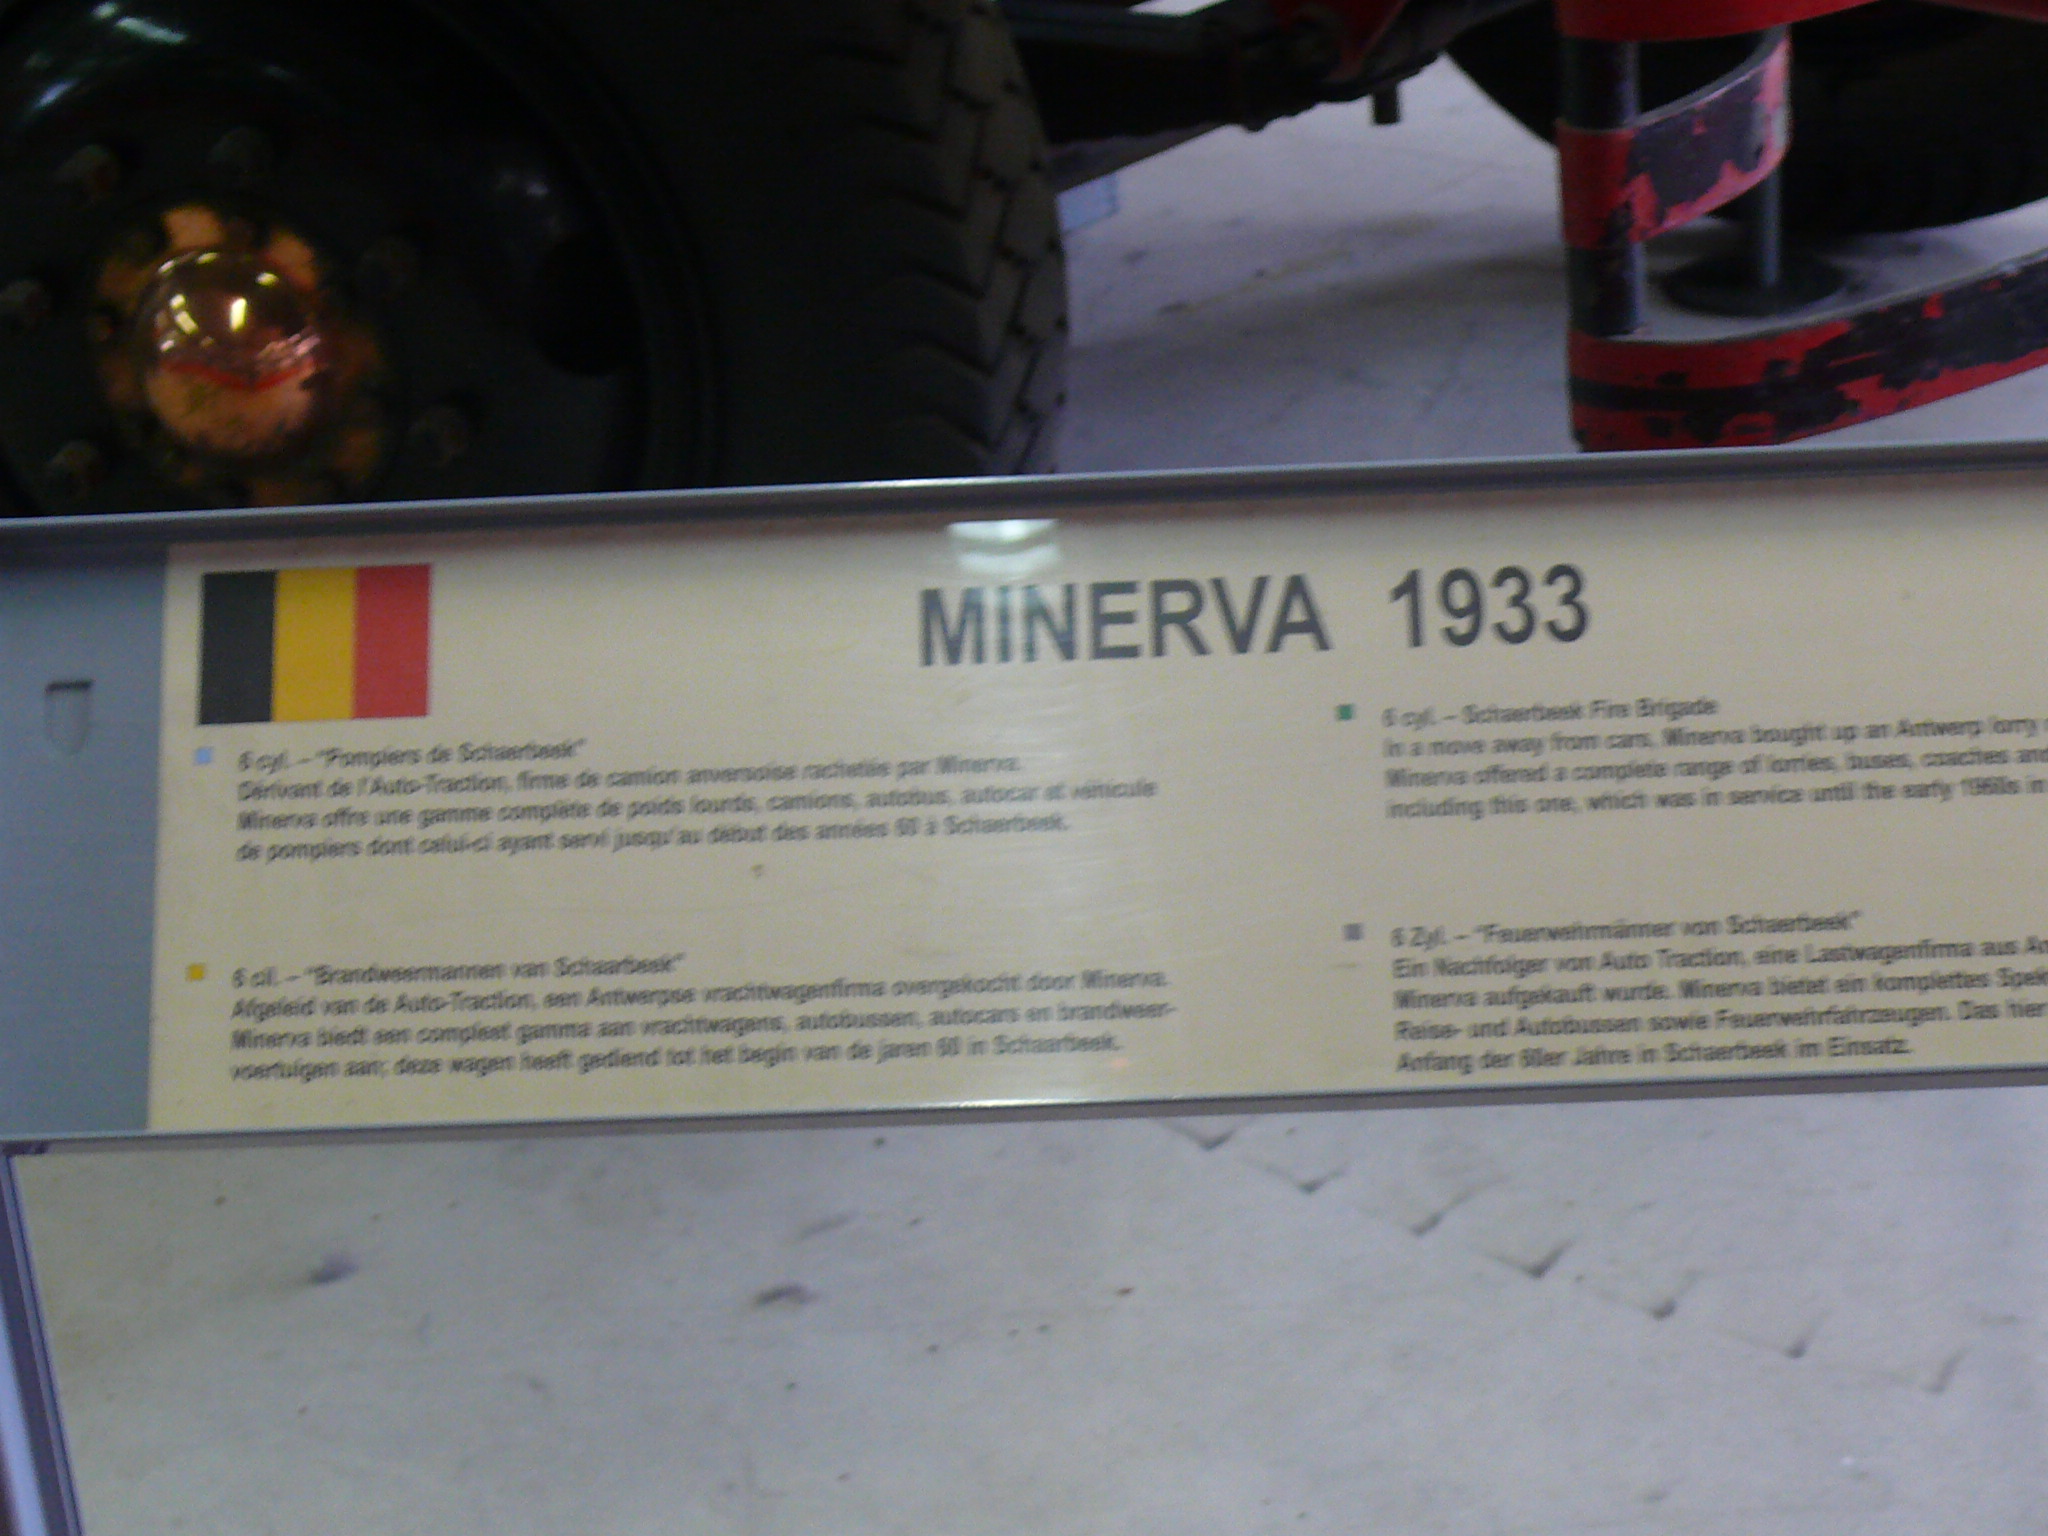 MINERVA 1933
6 cyl. – "Pompiers de Schaerbeek"
Dérivant de l'Auto-Traction, firme de camion anversoise rachetée par Minerva.
Minerva offre une gamme complète de poids lourds, camions, autobus, autocar et véhicule
de pompiers dont celui-ci ayant servi jusqu'au début des années 60 à Schaerbeek.
6 cil. – "Brandweermannen van Schaarbeek"
Afgeleid van de Auto-Traction, een Antwerpse vrachtwagenfirma overgekocht door Minerva.
Minerva biedt een compleet gamma aan vrachtwagens, autobussen, autocars en brandweer-
voertuigen aan; deze wagen heeft gediend tot het begin van de jaren 60 in Schaarbeek.
6 cyl. – Schaerbeek Fire Brigade
In a move away from cars, Minerva bought up an Antwerp lorry
Minerva offered a complete range of lorries, buses, coaches and
including this one, which was in service until the early 1960s in
6 Zyl. – "Feuerwehrmänner von Schaerbeek"
Ein Nachfolger von Auto Traction, eine Lastwagenfirma aus
Minerva aufgekauft wurde. Minerva bietet ein komplettes
Reise- und Autobussen sowie Feuerwehrfahrzeugen. Das hier
Anfang der 60er Jahre in Schaerbeek im Einsatz.